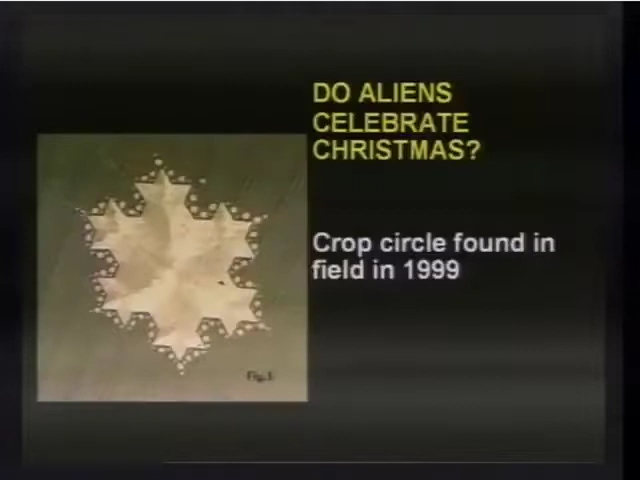 DO ALIENS
CELEBRATE
CHRISTMAS?
Crop circle found in
field in 1999